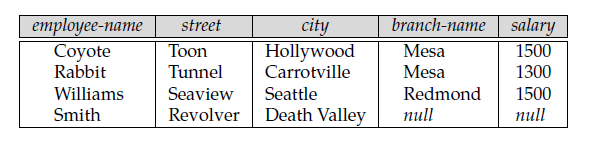 employee-name street city branch-name salary
Coyote Toon Hollywood Mesa 1500
Rabbit Tunnel Carrotville Mesa 1300
Williams Seaview Seattle Redmond 1500
Smith Revolver Death Valley null null